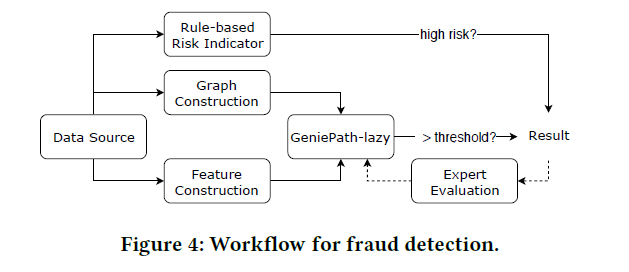 Rule-based
Risk Indicator
high risk?
Graph
Construction
Data Source
GeniePath-lazy
> threshold?
Result
Feature
Construction
Expert
Evaluation
Figure 4: Workflow for fraud detection.